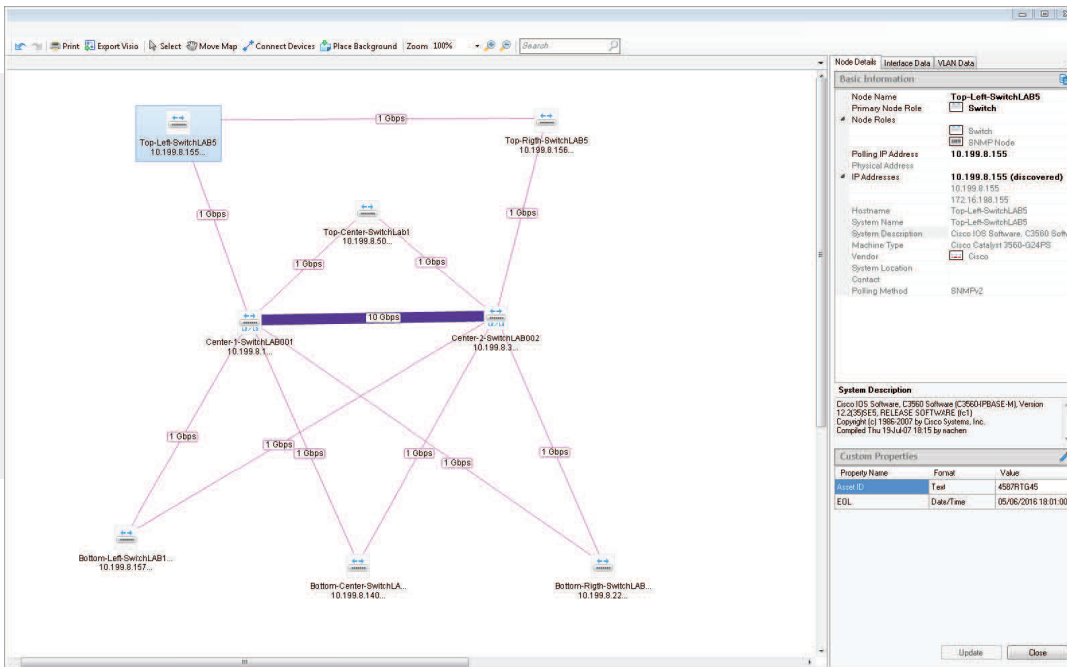 Print Export Visio Select Move Map Connect Devices Place Background Zoom 100% Search
Node Details Interface Data VLAN Data
Basic Information
Node Name Top-Left-SwitchLAB5
Primary Node Role Switch
Node Roles
Switch
SNMP Node
Polling IP Address 10.199.8.155
Physical Address
IP Addresses 10.199.8.155 (discovered)
10.199.8.155
172.16.198.155
Hostname Top-Left-SwitchLAB5
System Name Top-Left-SwitchLAB5
System Description Cisco IOS Software, C3560 Soft
Machine Type Cisco Catalyst 3560-G24PS
Vendor Cisco
System Location
Contact
Polling Method SNMPv2
System Description
Cisco IOS Software, C3560 Software (C3560-IPBASE-M), Version
12.2(35)SE5, RELEASE SOFTWARE (fc1)
Copyright (c) 1986-2007 by Cisco Systems, Inc.
Compiled Thu 19-Jul-07 18:15 by nachen
Custom Properties
Property Name Format Value
Asset ID Text 4587RTG45
EOL Date/Time 05/06/2016 18:01:00
Update Close
1 Gbps
Top-Left-SwitchLAB5
10.199.8.155...
Top-Rigth-SwitchLAB5
10.199.8.156...
1 Gbps
1 Gbps
Top-Center-SwitchLab1
10.199.8.50...
1 Gbps
1 Gbps
10 Gbps
Center-1-SwitchLAB001
10.199.8.1...
Center-2-SwitchLAB002
10.199.8.3...
1 Gbps
1 Gbps
1 Gbps
1 Gbps
1 Gbps
1 Gbps
Bottom-Left-SwitchLAB1...
10.199.8.157...
Bottom-Center-SwitchLA...
10.199.8.140...
Bottom-Rigth-SwitchLAB...
10.199.8.22...